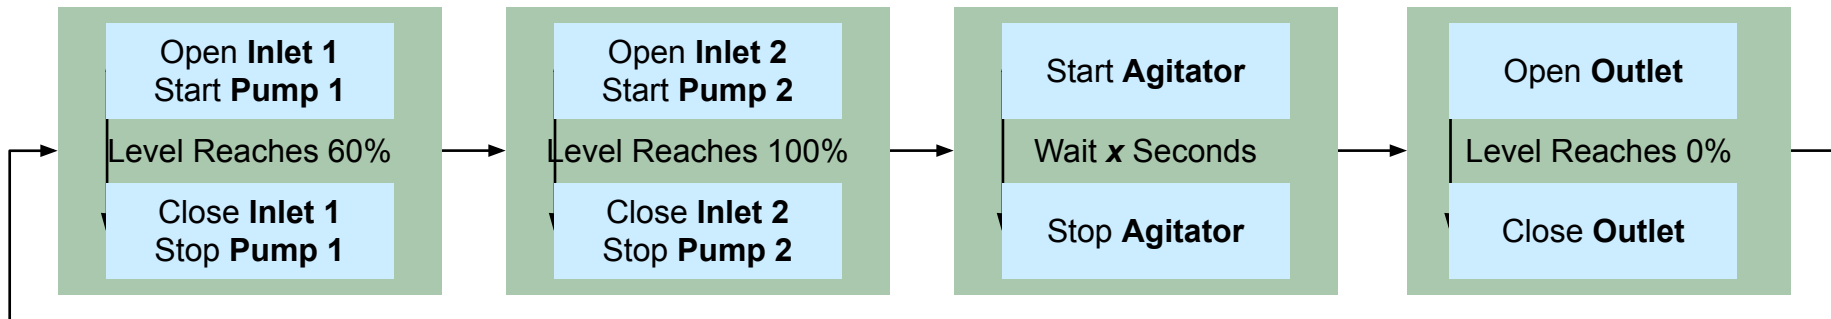 Open Inlet 1
Start Pump 1
Level Reaches 60%
Close Inlet 1
Stop Pump 1
Open Inlet 2
Start Pump 2
Level Reaches 100%
Close Inlet 2
Stop Pump 2
Start Agitator
Wait x Seconds
Stop Agitator
Open Outlet
Level Reaches 0%
Close Outlet